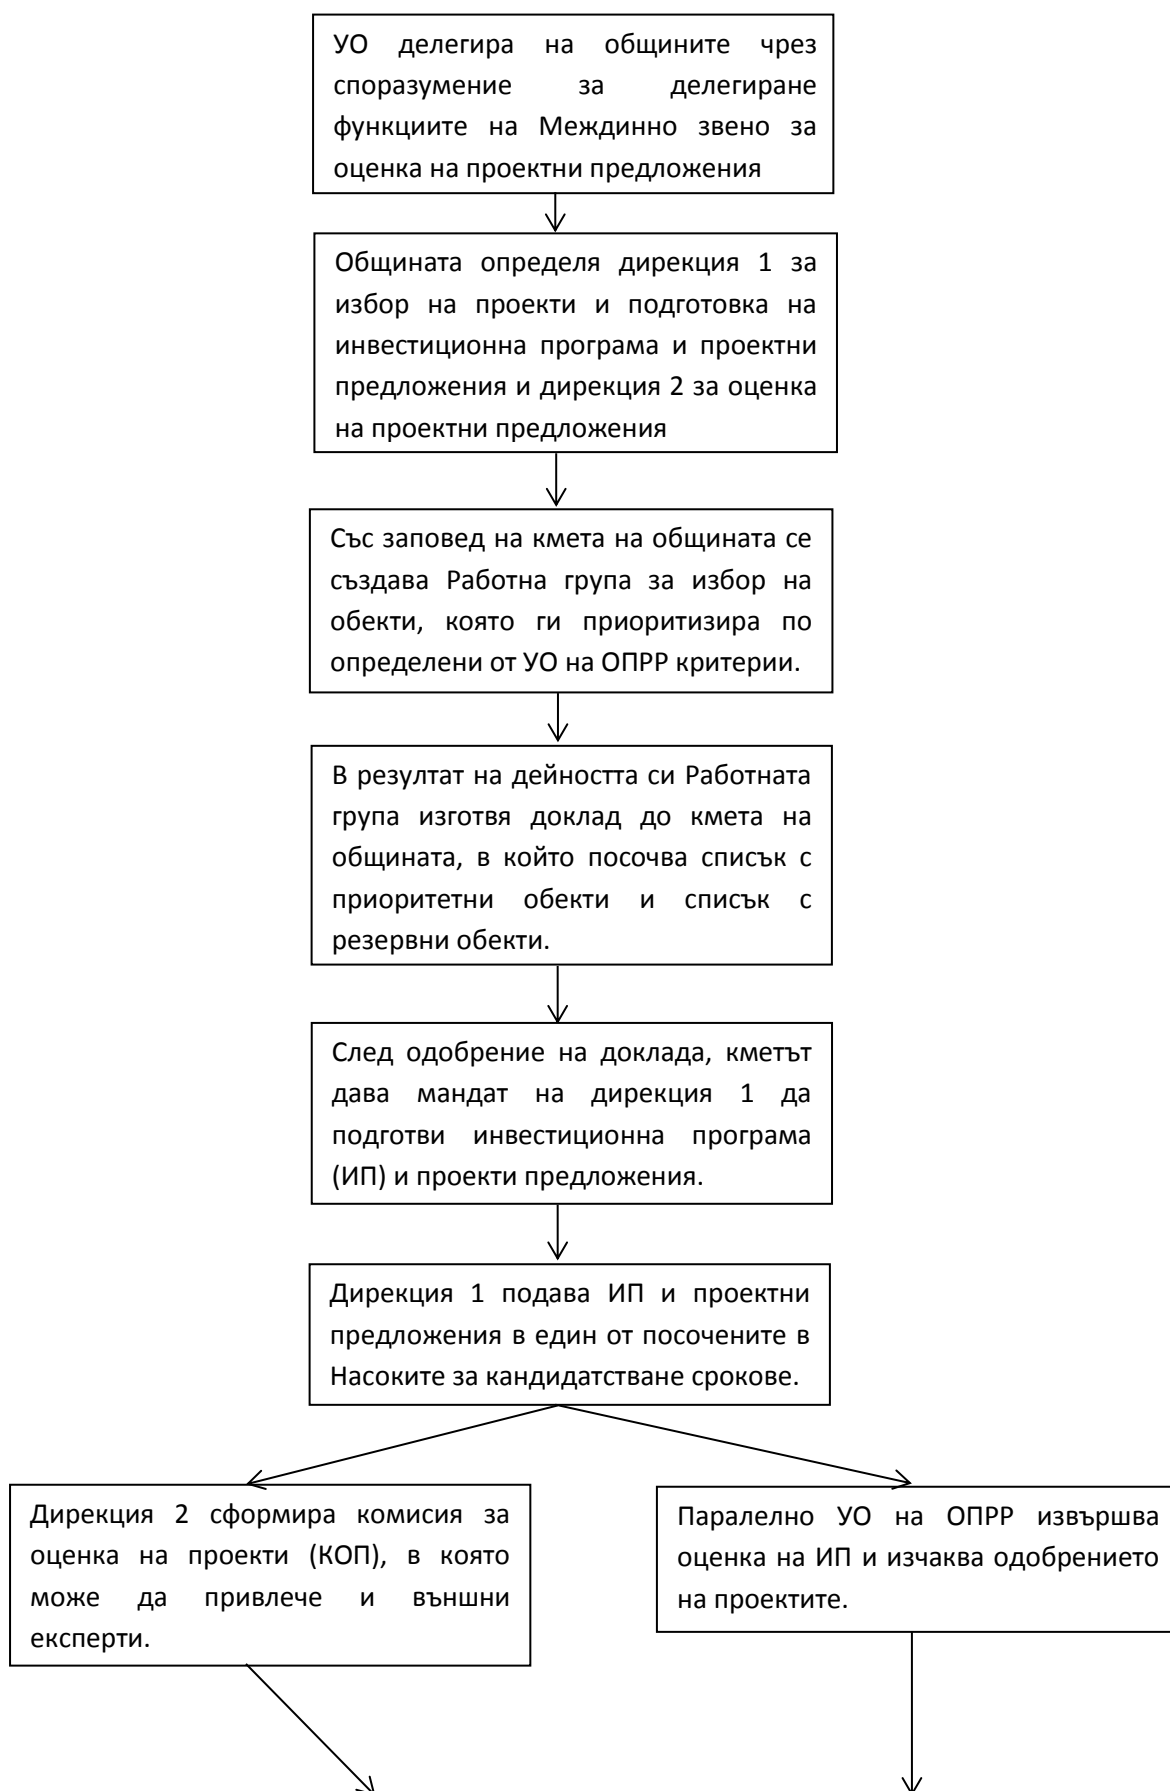 УО делегира на общините чрез
споразумение за делегиране
функциите на Междинно звено за
оценка на проектни предложения
Общината определя дирекция 1 за
избор на проекти и подготовка на
инвестиционна програма и проектни
предложения и дирекция 2 за оценка
на проектни предложения
Със заповед на кмета на общината се
създава Работна група за избор на
обекти, която ги приоритизира по
определени от УО на ОПРР критерии.
В резултат на дейността си Работната
група изготвя доклад до кмета на
общината, в който посочва списък с
приоритетни обекти и списък с
резервни обекти.
След одобрение на доклада, кметът
дава мандат на дирекция 1 да
подготви инвестиционна програма
(ИП) и проекти предложения.
Дирекция 1 подава ИП и проектни
предложения в един от посочените в
Насоките за кандидатстване срокове.
Дирекция 2 сформира комисия за
оценка на проекти (КОП), в която
може да привлече и външни
експерти.
Паралелно УО на ОПРР извършва
оценка на ИП и изчаква одобрението
на проектите.